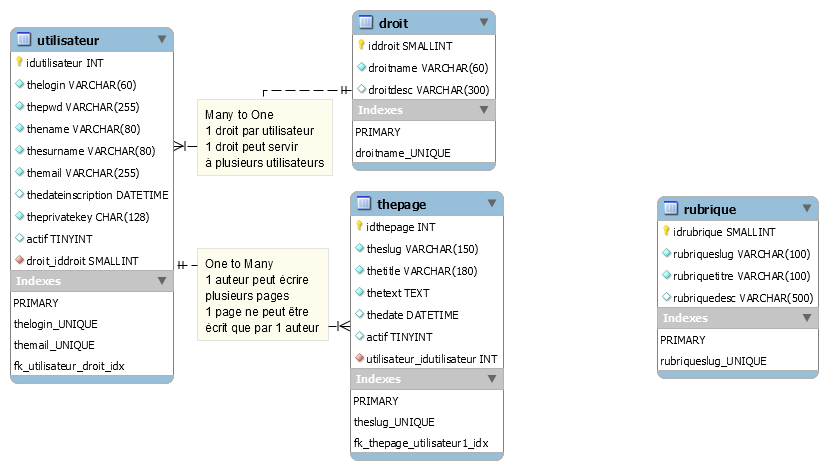 utilisateur
idutilisateur INT
thelogin VARCHAR(60)
thepwd VARCHAR(255)
thename VARCHAR(80)
thesurname VARCHAR(80)
themail VARCHAR(255)
thedateinscription DATETIME
theprivatekey CHAR(128)
actif TINYINT
droit_iddroit SMALLINT
Indexes
PRIMARY
thelogin_UNIQUE
themail_UNIQUE
fk_utilisateur_droit_idx
Many to One
1 droit par utilisateur
1 droit peut servir
à plusieurs utilisateurs
droit
iddroit SMALLINT
droitname VARCHAR(60)
droitdesc VARCHAR(300)
Indexes
PRIMARY
droitname_UNIQUE
One to Many
1 auteur peut écrire
plusieurs pages
1 page ne peut être
écrit que par 1 auteur
thepage
idthepage INT
theslug VARCHAR(150)
thetitle VARCHAR(180)
thetext TEXT
thedate DATETIME
actif TINYINT
utilisateur_idutilisateur INT
Indexes
PRIMARY
theslug_UNIQUE
fk_thepage_utilisateur1_idx
rubrique
idrubrique SMALLINT
rubriqueslug VARCHAR(100)
rubriquetitre VARCHAR(100)
rubriquedesc VARCHAR(500)
Indexes
PRIMARY
rubriqueslug_UNIQUE